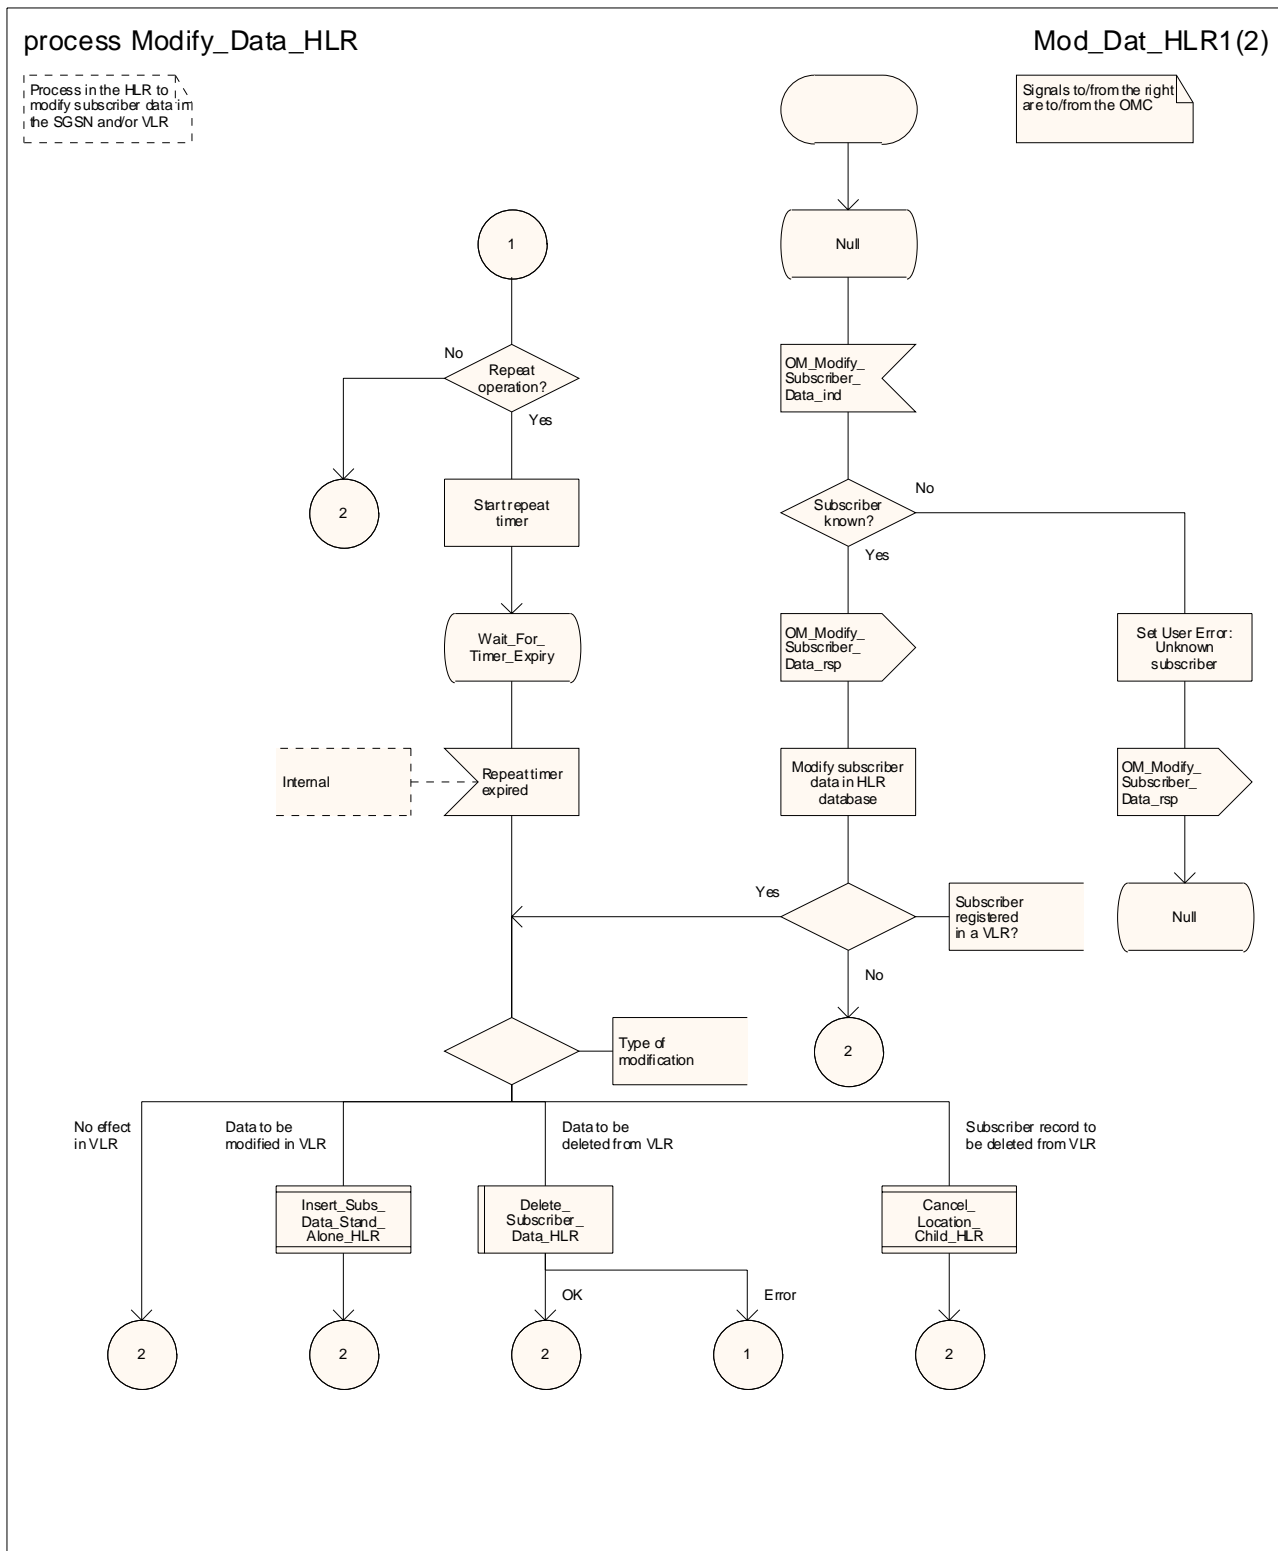 process Modify_Data_HLR
Mod_Dat_HLR1(2)
Process in the HLR to
modify subscriber data in
the SGSN and/or VLR
Signals to/from the right
are to/from the OMC
1
Null
No
Repeat
operation?
Yes
OM_Modify_
Subscriber_
Data_ind
2
Start repeat
timer
Subscriber
known?
No
Yes
Wait_For_
Timer_Expiry
OM_Modify_
Subscriber_
Data_rsp
Set User Error:
Unknown
subscriber
Internal
Repeat timer
expired
Modify subscriber
data in HLR
database
OM_Modify_
Subscriber_
Data_rsp
Yes
Subscriber
registered
in a VLR?
Null
No
Type of
modification
2
No effect
in VLR
Data to be
modified in VLR
Data to be
deleted from VLR
Subscriber record to
be deleted from VLR
Insert_Subs_
Data_Stand_
Alone_HLR
Delete_
Subscriber_
Data_HLR
Cancel_
Location_
Child_HLR
OK
Error
2
2
2
1
2